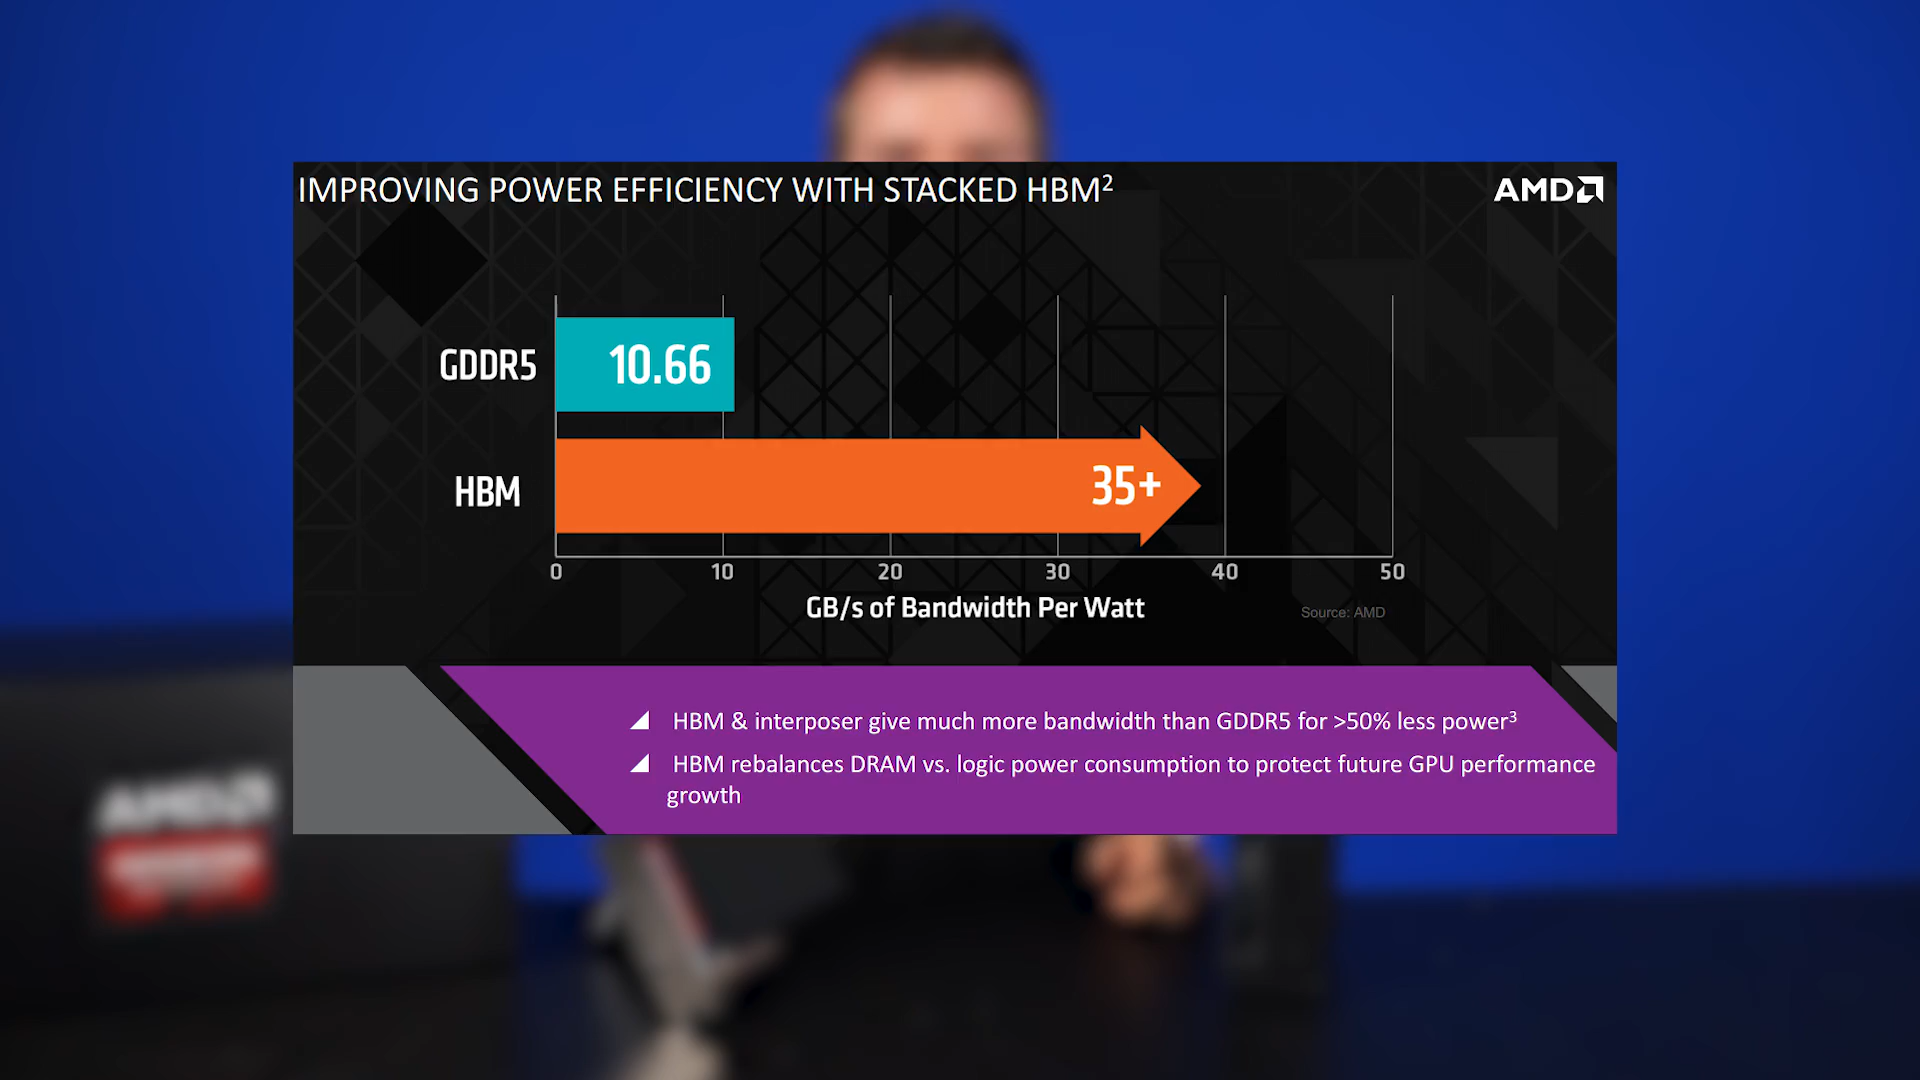 IMPROVING POWER EFFICIENCY WITH STACKED HBM²
AMD
GDDR5
10.66
HBM
35+
0 10 20 30 40 50
GB/s of Bandwidth Per Watt
Source: AMD
HBM & interposer give much more bandwidth than GDDR5 for >50% less power³
HBM rebalances DRAM vs. logic power consumption to protect future GPU performance
growth
AMD